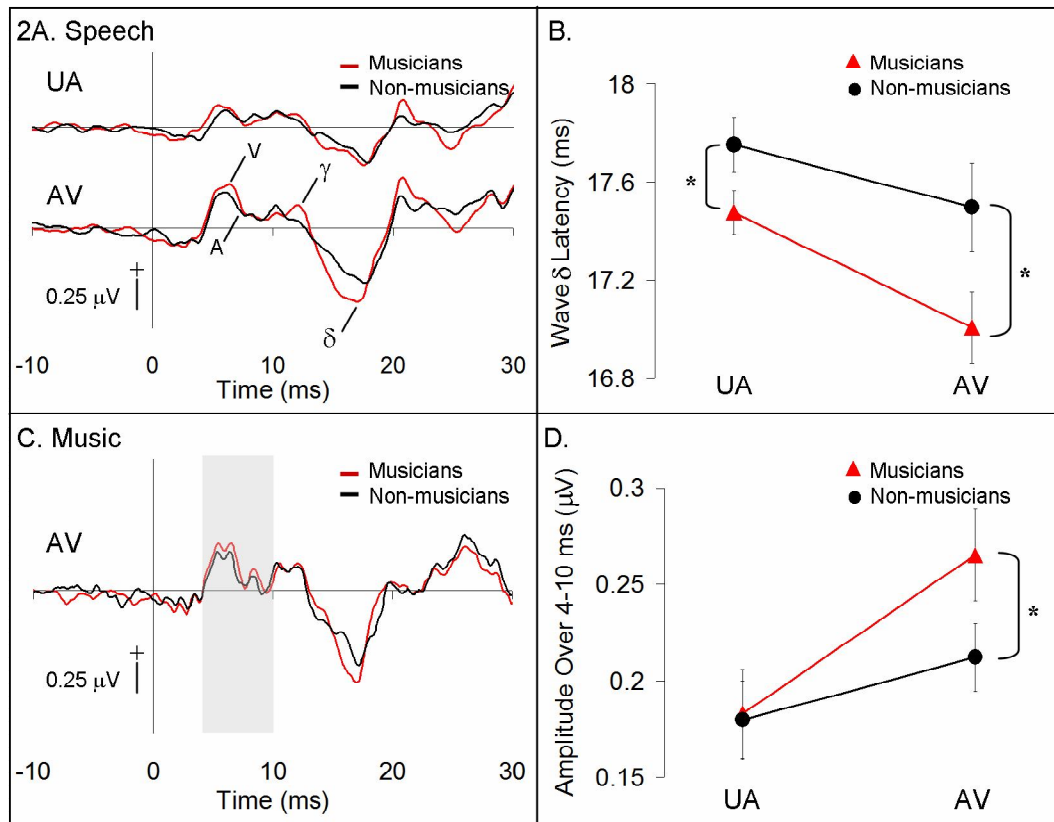 2A. Speech
Musicians
Non-musicians
UA
V
γ
AV
A
+
0.25 μV
δ
-10 0 10 20 30
Time (ms)
B.
Musicians
Non-musicians
18
17.6
17.2
16.8
Wave δ Latency (ms)
*
*
UA AV
C. Music
Musicians
Non-musicians
AV
+
0.25 μV
-10 0 10 20 30
Time (ms)
D.
Musicians
Non-musicians
0.3
0.25
0.2
0.15
Amplitude Over 4-10 ms (μV)
*
UA AV